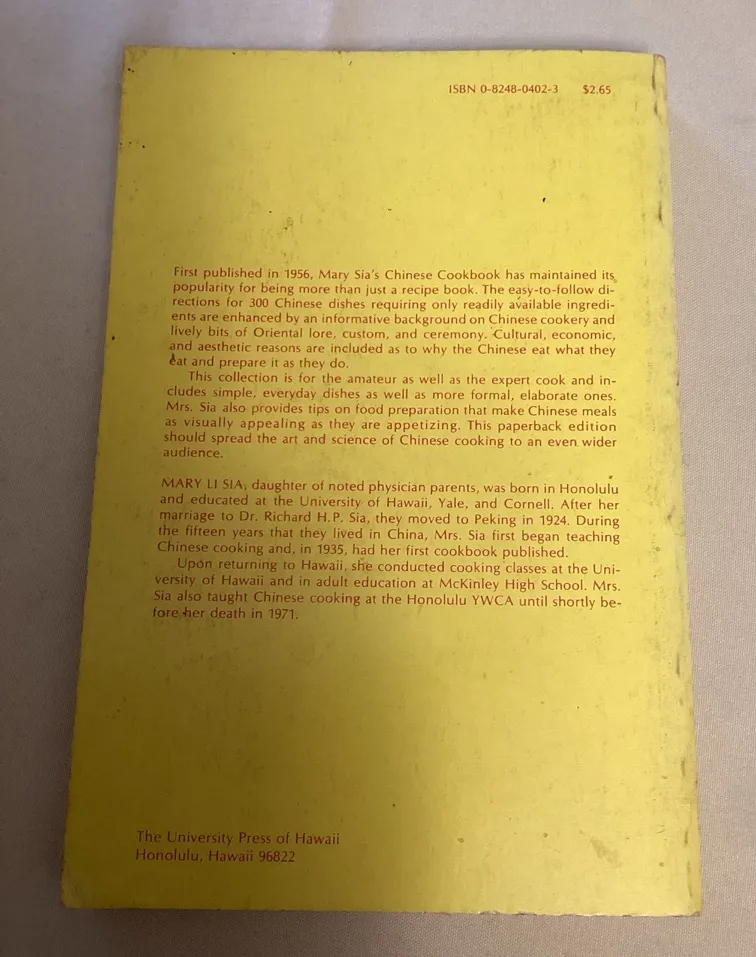 ISBN 0-8248-0402-3 $2.65
First published in 1956, Mary Sia's Chinese Cookbook has maintained its
popularity for being more than just a recipe book. The easy-to-follow di-
rections for 300 Chinese dishes requiring only readily available ingredi-
ents are enhanced by an informative background on Chinese cookery and
lively bits of Oriental lore, custom, and ceremony. Cultural, economic,
and aesthetic reasons are included as to why the Chinese eat what they
eat and prepare it as they do.
This collection is for the amateur as well as the expert cook and in-
cludes simple, everyday dishes as well as more formal, elaborate ones.
Mrs. Sia also provides tips on food preparation that make Chinese meals
as visually appealing as they are appetizing. This paperback edition
should spread the art and science of Chinese cooking to an even wider
audience.
MARY LI SIA, daughter of noted physician parents, was born in Honolulu
and educated at the University of Hawaii, Yale, and Cornell. After her
marriage to Dr. Richard H.P. Sia, they moved to Peking in 1924. During
the fifteen years that they lived in China, Mrs. Sia first began teaching
Chinese cooking and, in 1935, had her first cookbook published.
Upon returning to Hawaii, she conducted cooking classes at the Uni-
versity of Hawaii and in adult education at McKinley High School. Mrs.
Sia also taught Chinese cooking at the Honolulu YWCA until shortly be-
fore her death in 1971.
The University Press of Hawaii
Honolulu, Hawaii 96822